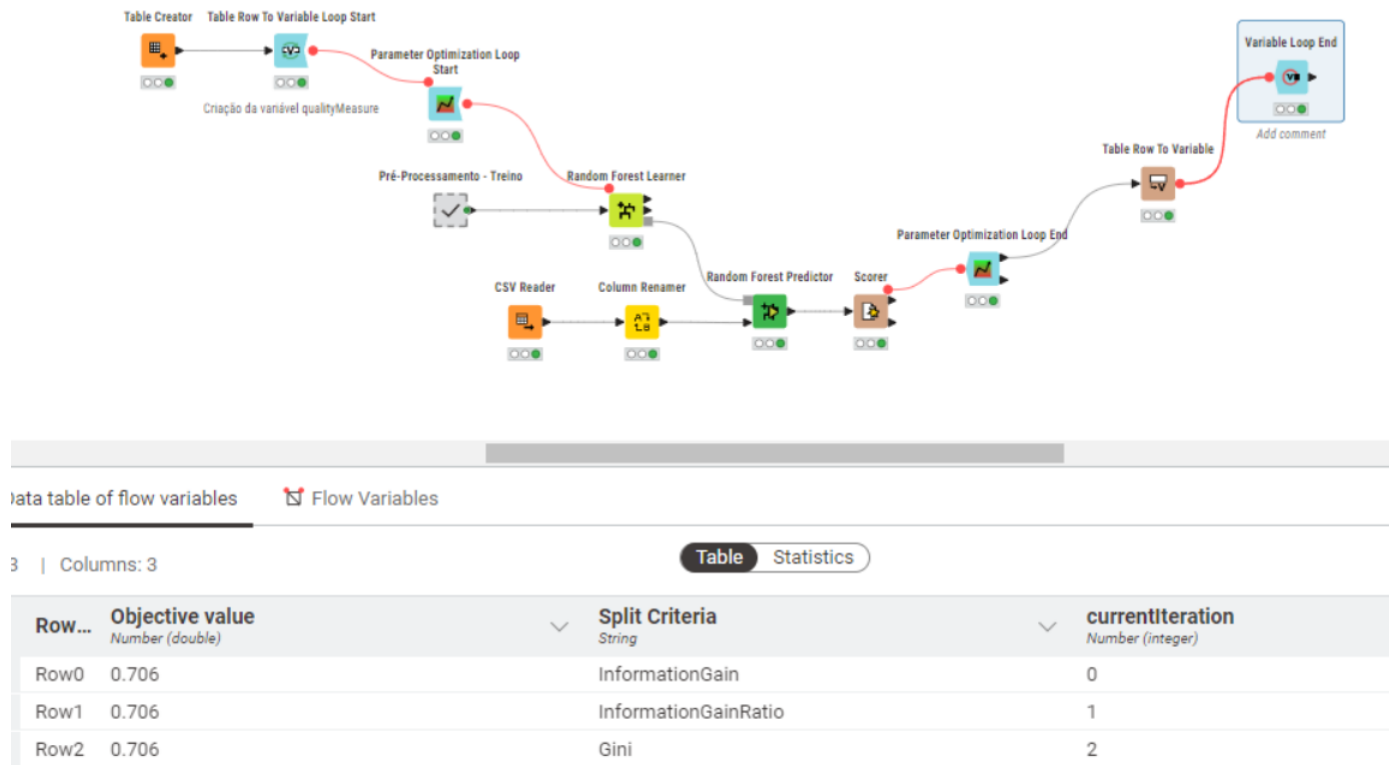 Table Creator
Table Row To Variable Loop Start
Criação da variável qualityMeasure
Parameter Optimization Loop
Start
Pré-Processamento - Treino
Random Forest Learner
CSV Reader
Column Renamer
Random Forest Predictor
Scorer
Parameter Optimization Loop End
Table Row To Variable
Variable Loop End
Add comment
Data table of flow variables
Flow Variables
3 | Columns: 3
Table
Statistics
Row... Objective value Split Criteria currentIteration
Number (double) String Number (integer)
Row0 0.706 InformationGain 0
Row1 0.706 InformationGainRatio 1
Row2 0.706 Gini 2